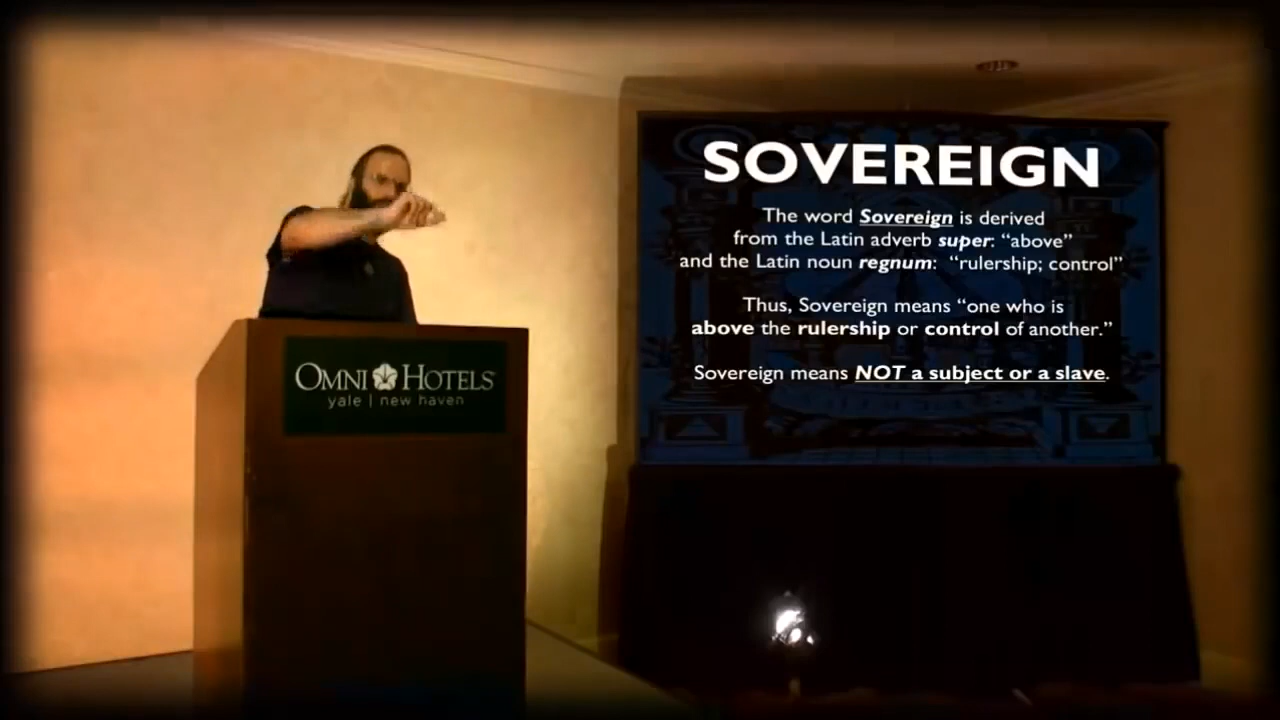 SOVEREIGN
The word Sovereign is derived
from the Latin adverb super: “above”
and the Latin noun regnum: “rulership; control”
Thus, Sovereign means “one who is
above the rulership or control of another.”
Sovereign means NOT a subject or a slave.
OMNI HOTELS
yale | new haven